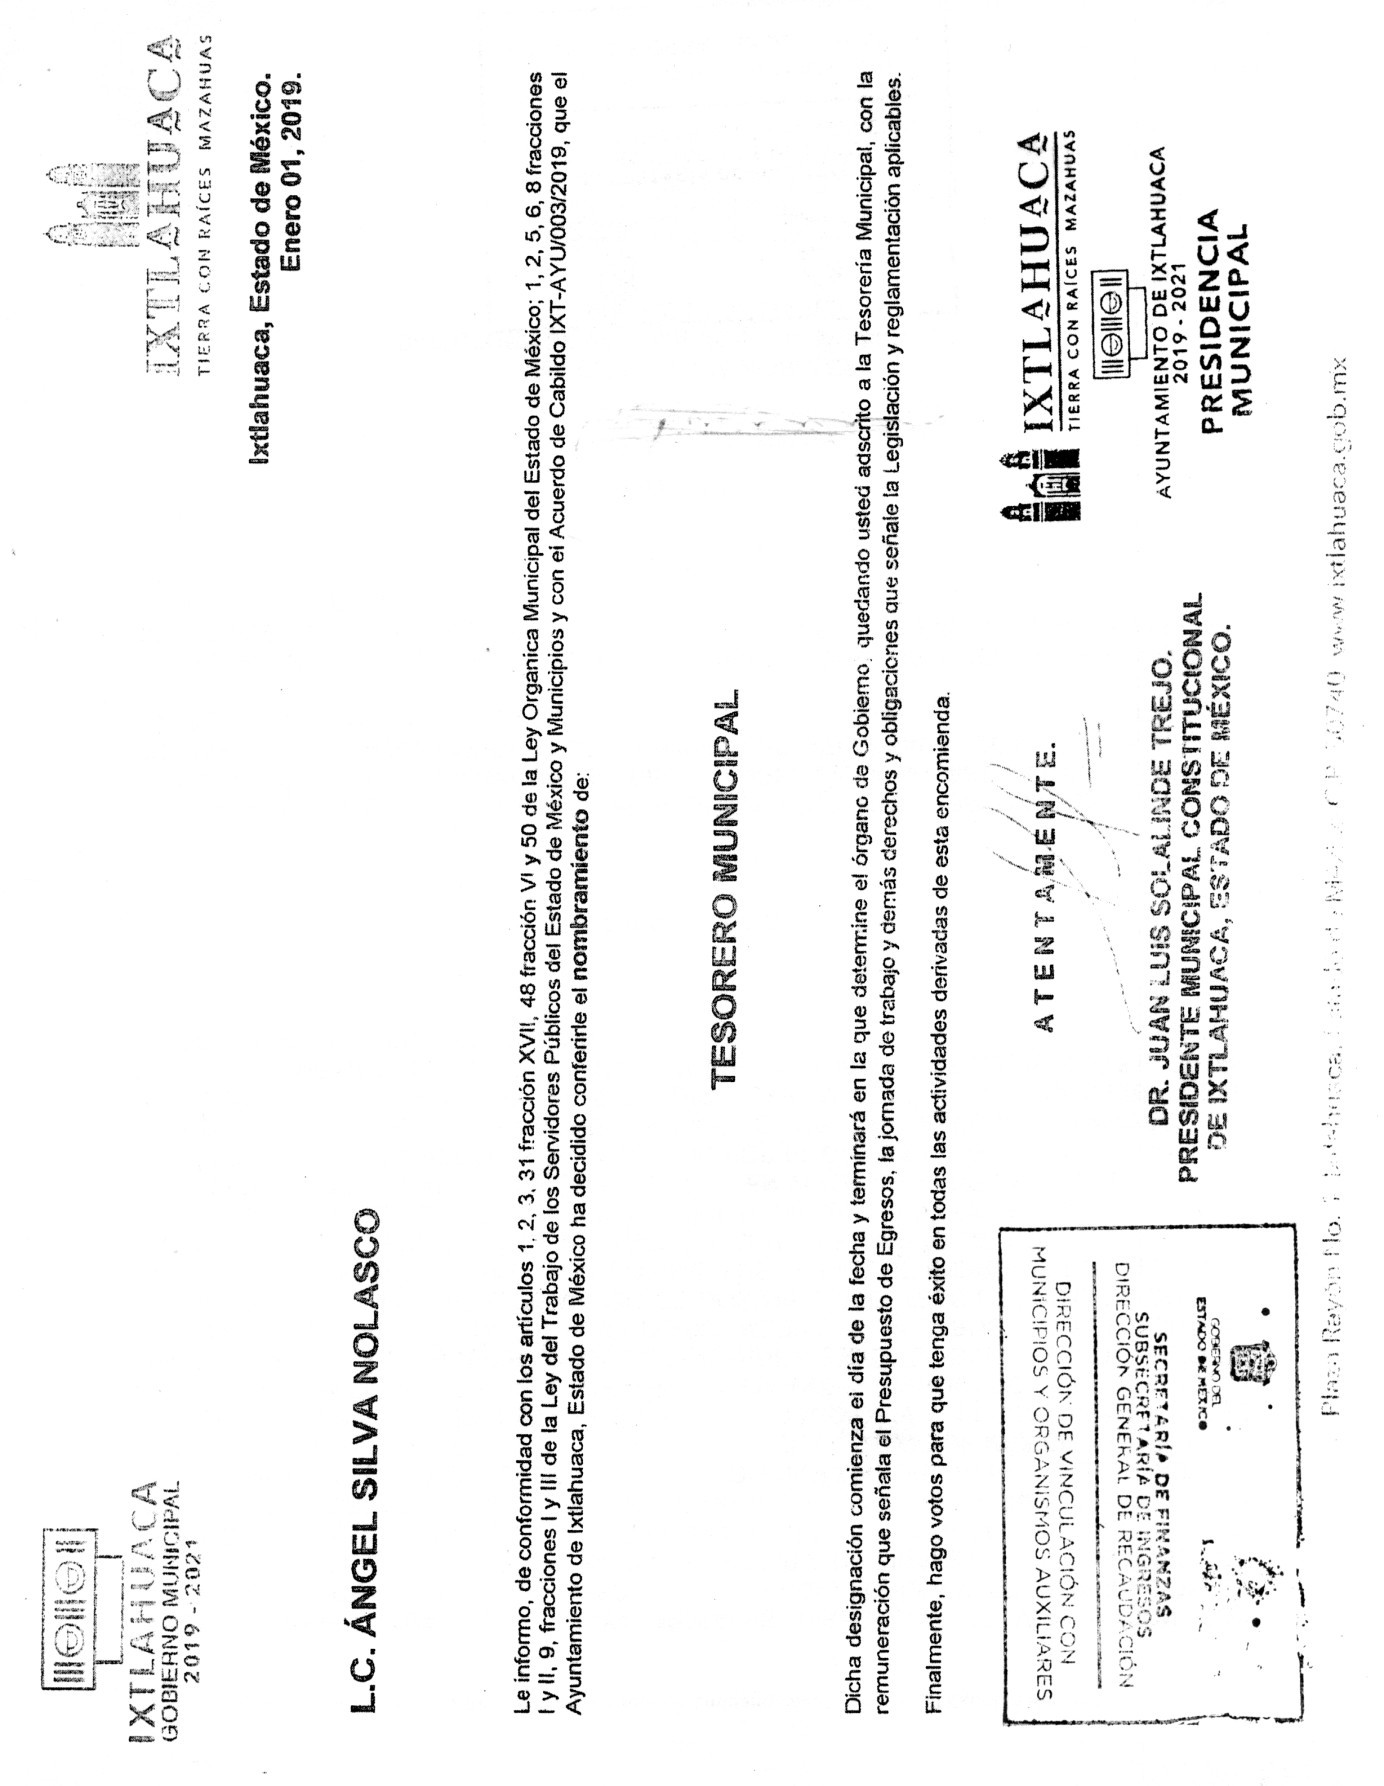 IXTLAHUACA
GOBIERNO MUNICIPAL
2019 - 2021
IXTLAHUACA
TIERRA CON RAÍCES MAZAHUAS
Ixtlahuaca, Estado de México.
Enero 01, 2019.
L.C. ÁNGEL SILVA NOLASCO
Le informo, de conformidad con los artículos 1, 2, 3, 31 fracción XVII, 48 fracción VI y 50 de la Ley Organica Municipal del Estado de México; 1, 2, 5, 6, 8 fracciones
I y II, 9, fracciones I y III de la Ley del Trabajo de los Servidores Públicos del Estado de México y Municipios y con el Acuerdo de Cabildo IXT-AYU/003/2019, que el
Ayuntamiento de Ixtlahuaca, Estado de México ha decidido conferirle el nombramiento de:
TESORERO MUNICIPAL
Dicha designación comienza el día de la fecha y terminará en la que determine el órgano de Gobierno, quedando usted adscrito a la Tesorería Municipal, con la
remuneración que señala el Presupuesto de Egresos, la jornada de trabajo y demás derechos y obligaciones que señale la Legislación y reglamentación aplicables.
Finalmente, hago votos para que tenga éxito en todas las actividades derivadas de esta encomienda.
ATENTAMENTE.
DR. JUAN LUIS SOLALINDE TREJO.
PRESIDENTE MUNICIPAL CONSTITUCIONAL
DE IXTLAHUACA, ESTADO DE MÉXICO.
IXTLAHUACA
TIERRA CON RAÍCES MAZAHUAS
AYUNTAMIENTO DE IXTLAHUACA
2019 - 2021
PRESIDENCIA
MUNICIPAL
GOBIERNO DEL
ESTADO DE MÉXICO
SECRETARÍA DE FINANZAS
SUBSECRETARÍA DE INGRESOS
DIRECCIÓN GENERAL DE RECAUDACIÓN
DIRECCIÓN DE VINCULACIÓN CON
MUNICIPIOS Y ORGANISMOS AUXILIARES
Plaza Rayón No. 1 Ixtlahuaca, Estado de México C.P. 50740 www.ixtlahuaca.gob.mx